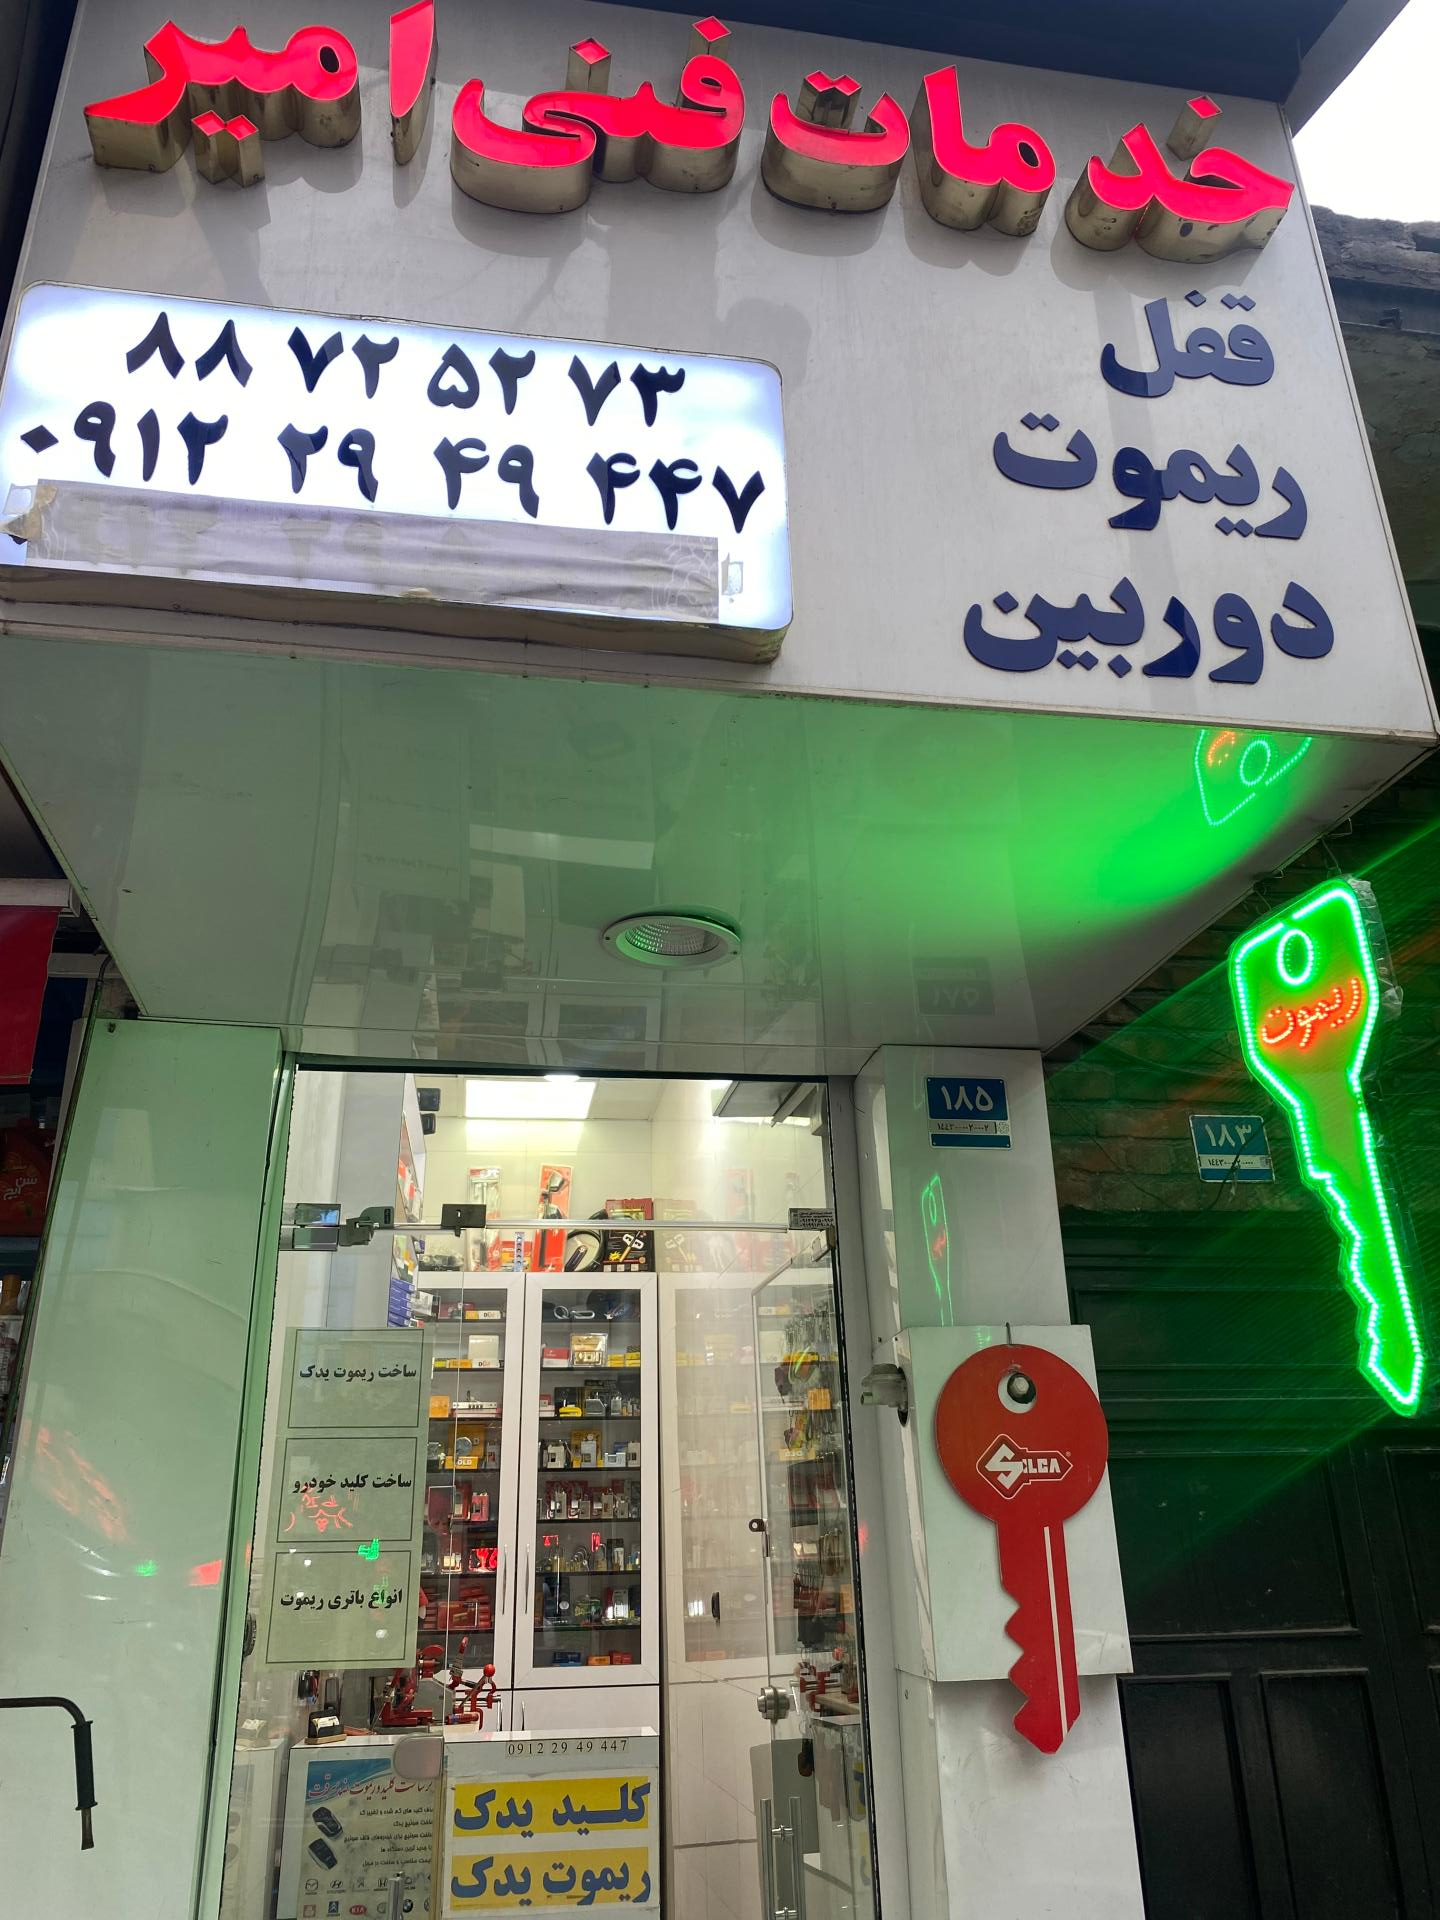 خدمات فنی امیر
قفل
ریموت
دوربین
۸۸ ۷۲ ۵۲ ۷۳
۰۹۱۲ ۲۹ ۴۹ ۴۴۷
ریموت
۱۸۵
۱۸۳
SILCA
ساخت ریموت یدک
ساخت کلید خودرو
انواع باتری ریموت
0912 29 49 447
کلید یدک
ریموت یدک
KIA